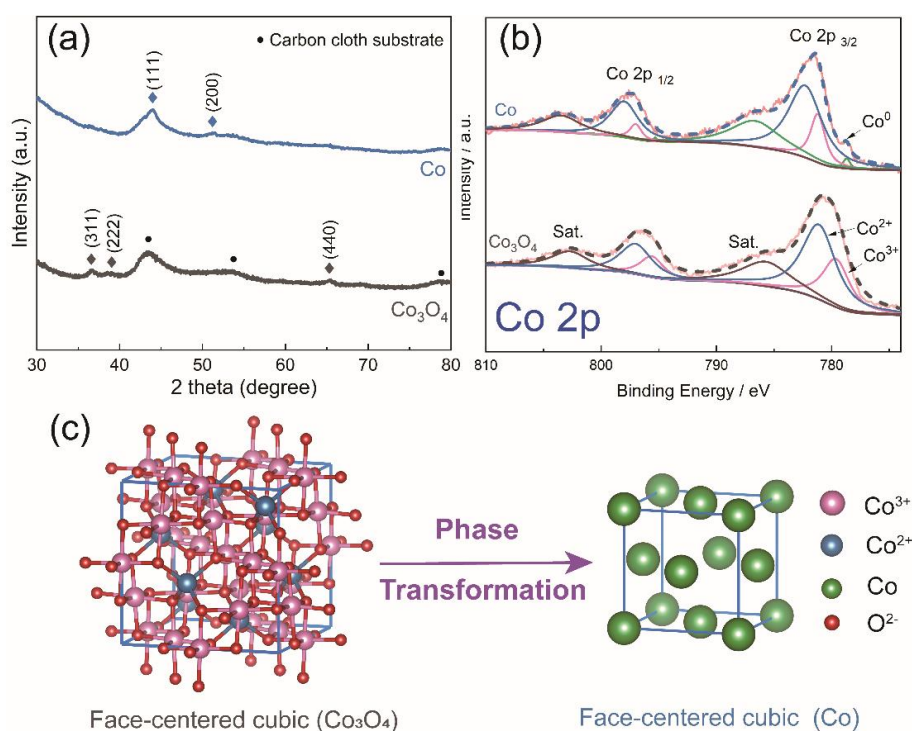 (a)
• Carbon cloth substrate
(111)
(200)
Co
(311)
(222)
(440)
Co₃O₄
Intensity (a.u.)
30 40 50 60 70 80
2 theta (degree)
(b)
Co 2p 3/2
Co 2p 1/2
Co
Co⁰
Co²⁺
Sat.
Sat.
Co₃O₄
Co³⁺
Co 2p
intensity / a.u.
810 800 790 780
Binding Energy / eV
(c)
Phase
Transformation
Co³⁺
Co²⁺
Co
O²⁻
Face-centered cubic (Co₃O₄)
Face-centered cubic (Co)